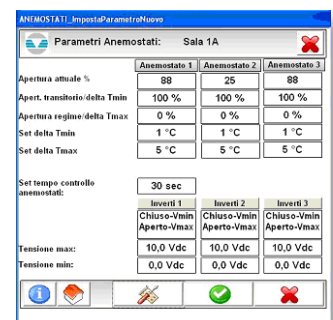 ANEMOSTATI_ImpostaParametroNuovo
Parametri Anemostati: Sala 1A
Anemostato 1 Anemostato 2 Anemostato 3
Apertura attuale % 88 25 88
Apert. transitorio/delta Tmin 100 % 100 % 100 %
Apertura regime/delta Tmax 0 % 0 % 0 %
Set delta Tmin 1 °C 1 °C 1 °C
Set delta Tmax 5 °C 5 °C 5 °C
Set tempo controllo 30 sec
anemostati:
Inverti 1 Inverti 2 Inverti 3
Chiuso-Vmin Chiuso-Vmin Chiuso-Vmin
Aperto-Vmax Aperto-Vmax Aperto-Vmax
Tensione max: 10,0 Vdc 10,0 Vdc 10,0 Vdc
Tensione min: 0,0 Vdc 0,0 Vdc 0,0 Vdc